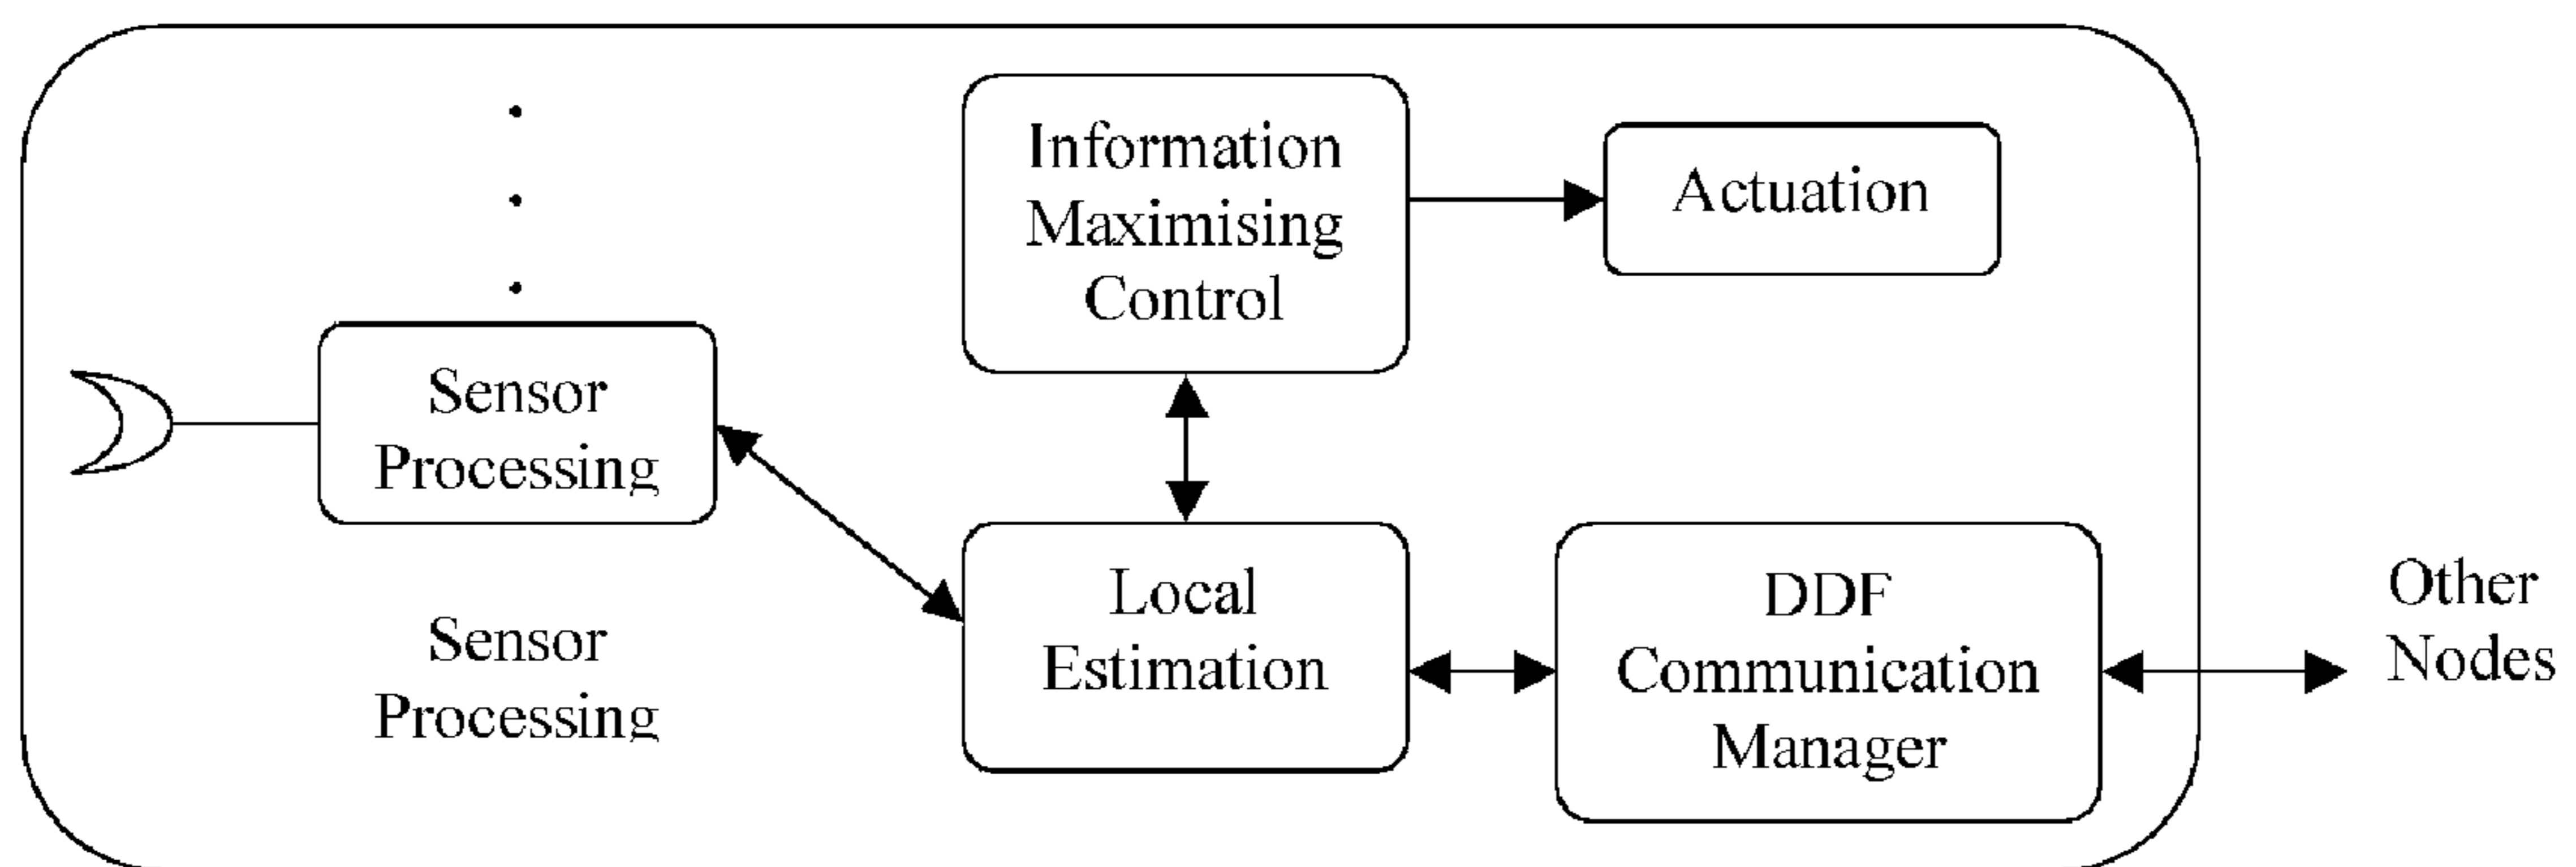 Information
Maximising
Control
Actuation
Sensor
Processing
Local
Estimation
DDF
Communication
Manager
Other
Nodes
Sensor
Processing